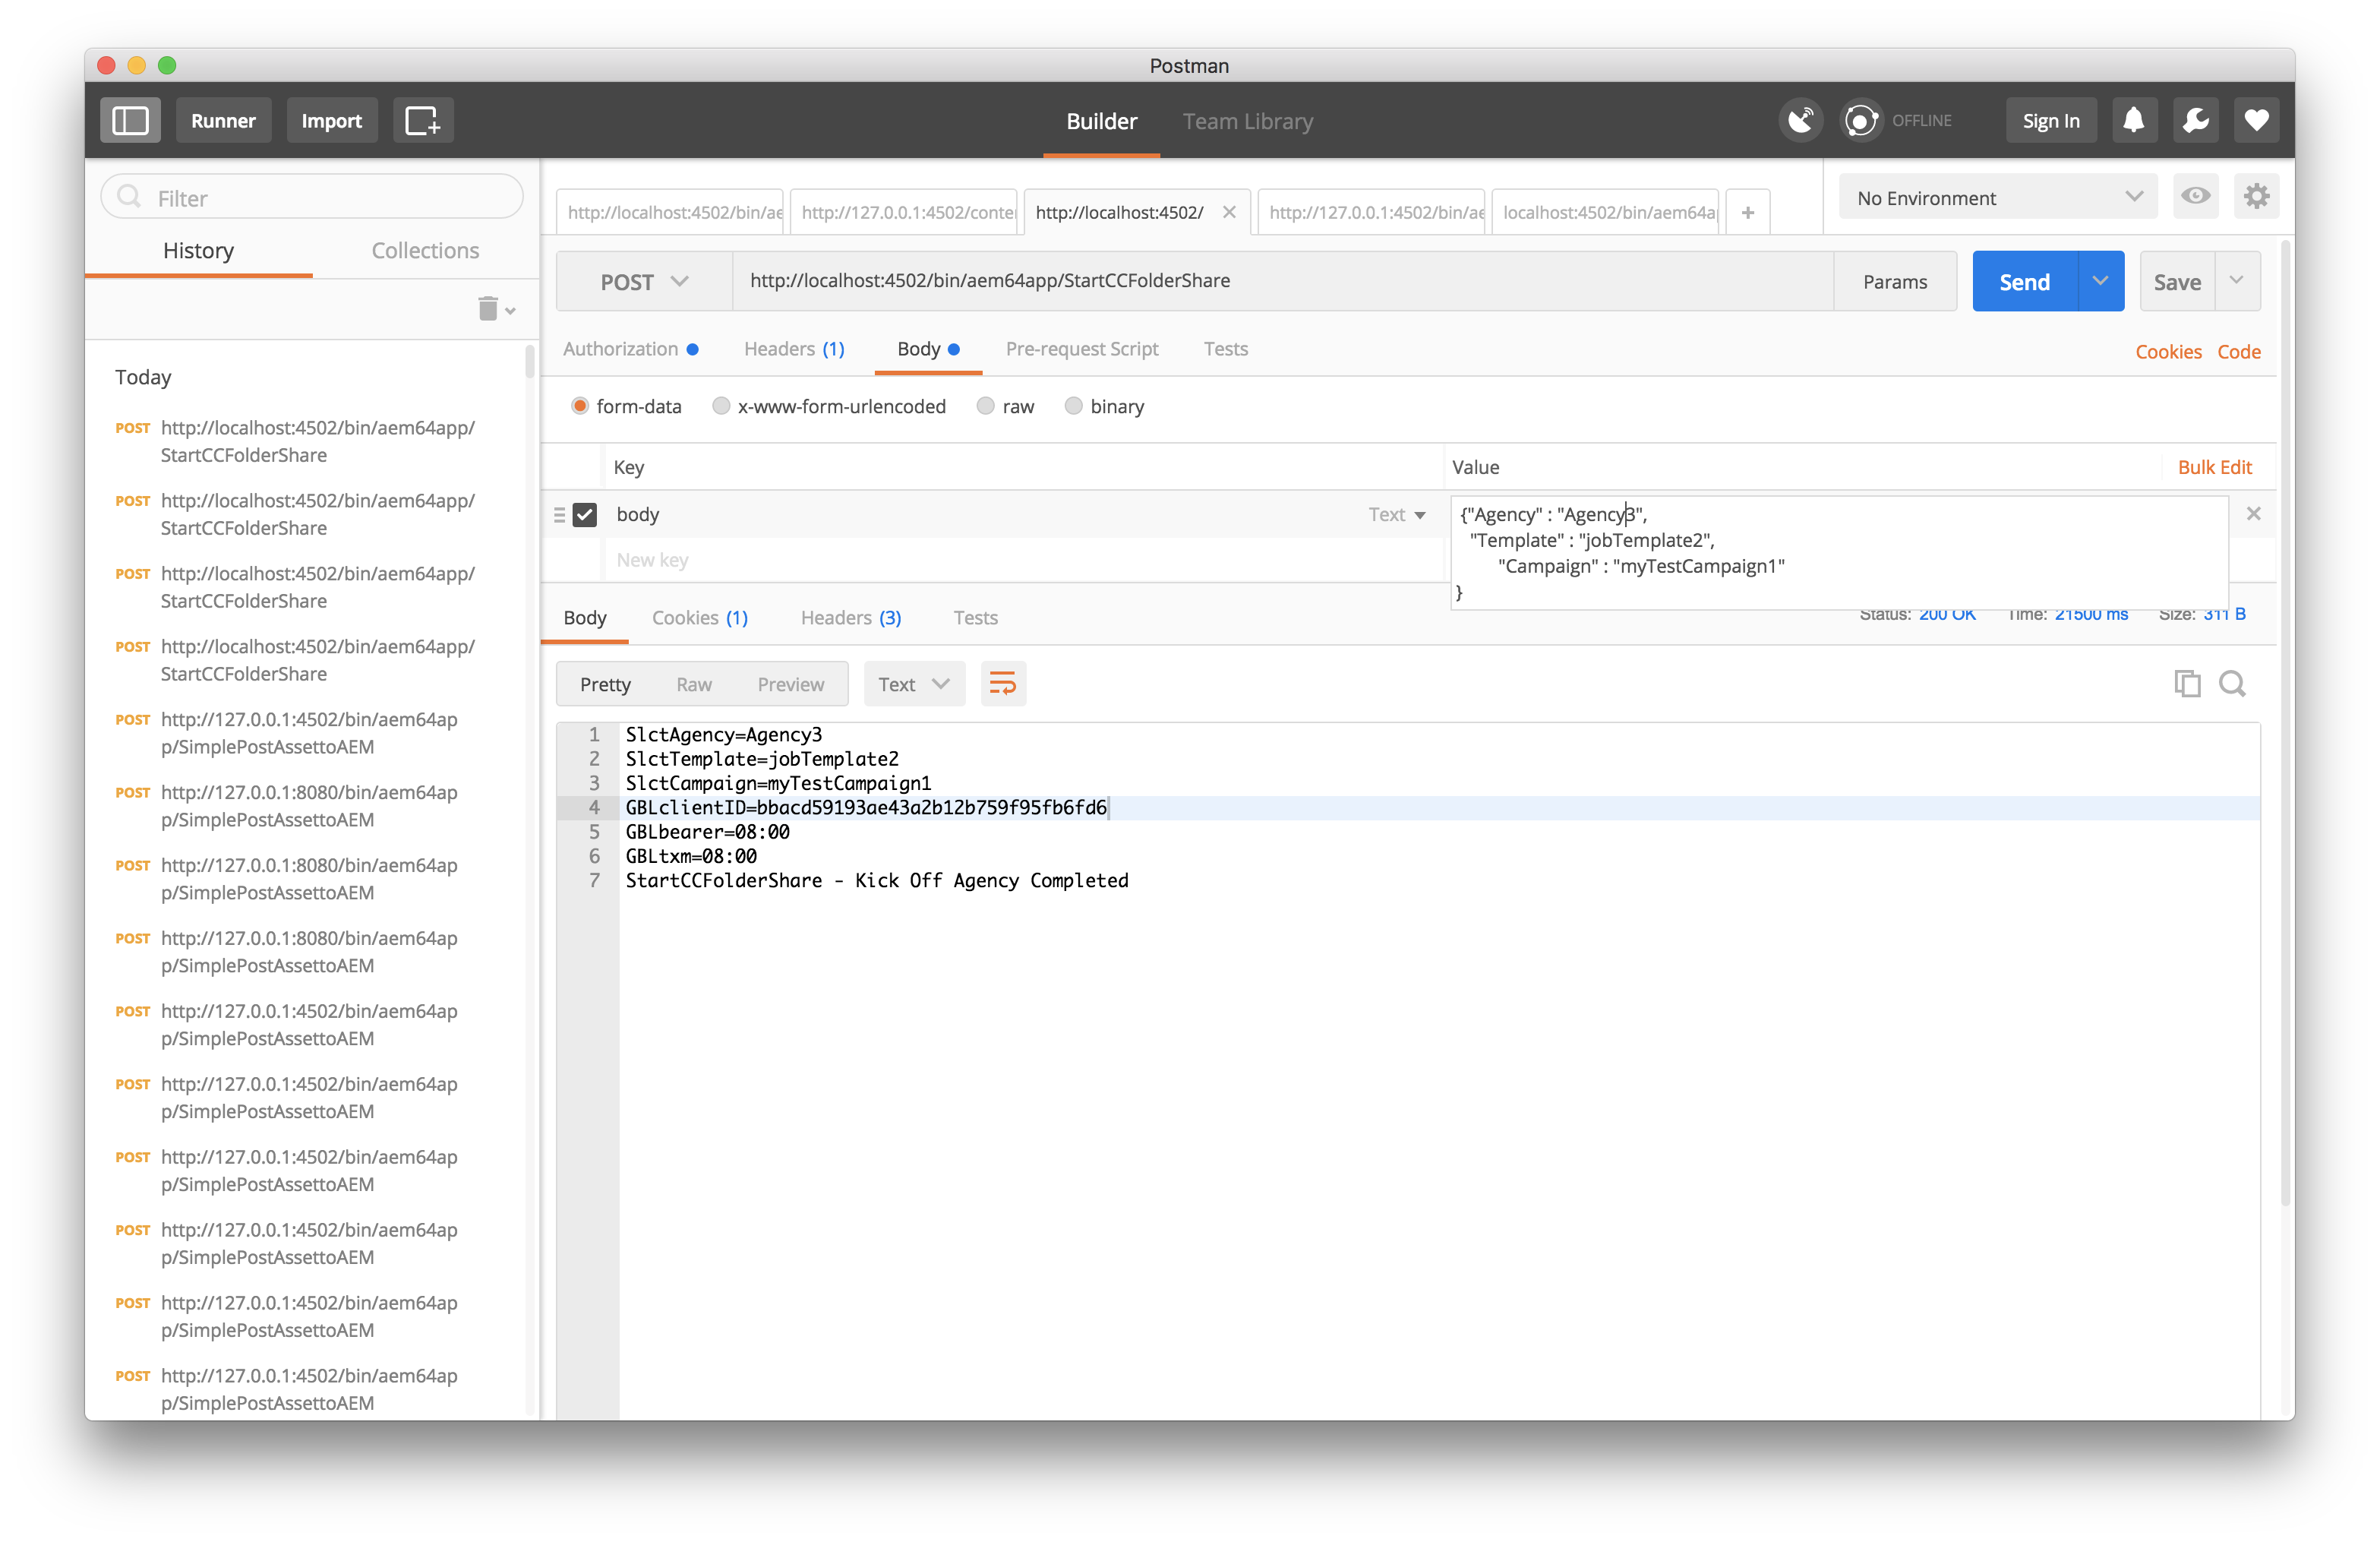 Postman
Runner
Import
Builder
Team Library
OFFLINE
Sign In
Filter
History
Collections
Today
POST http://localhost:4502/bin/aem64app/
StartCCFolderShare
POST http://localhost:4502/bin/aem64app/
StartCCFolderShare
POST http://localhost:4502/bin/aem64app/
StartCCFolderShare
POST http://localhost:4502/bin/aem64app/
StartCCFolderShare
POST http://127.0.0.1:4502/bin/aem64ap
p/SimplePostAssettoAEM
POST http://127.0.0.1:8080/bin/aem64ap
p/SimplePostAssettoAEM
POST http://127.0.0.1:8080/bin/aem64ap
p/SimplePostAssettoAEM
POST http://127.0.0.1:8080/bin/aem64ap
p/SimplePostAssettoAEM
POST http://127.0.0.1:4502/bin/aem64ap
p/SimplePostAssettoAEM
POST http://127.0.0.1:4502/bin/aem64ap
p/SimplePostAssettoAEM
POST http://127.0.0.1:4502/bin/aem64ap
p/SimplePostAssettoAEM
POST http://127.0.0.1:4502/bin/aem64ap
p/SimplePostAssettoAEM
POST http://127.0.0.1:4502/bin/aem64ap
p/SimplePostAssettoAEM
POST http://127.0.0.1:4502/bin/aem64ap
p/SimplePostAssettoAEM
http://localhost:4502/bin/ae
http://127.0.0.1:4502/conte
http://localhost:4502/
http://127.0.0.1:4502/bin/ae
localhost:4502/bin/aem64a
No Environment
POST
http://localhost:4502/bin/aem64app/StartCCFolderShare
Params
Send
Save
Authorization
Headers (1)
Body
Pre-request Script
Tests
Cookies
Code
form-data
x-www-form-urlencoded
raw
binary
Key
Value
Bulk Edit
body
Text
{"Agency" : "Agency3",
"Template" : "jobTemplate2",
"Campaign" : "myTestCampaign1"
}
New key
Body
Cookies (1)
Headers (3)
Tests
Status: 200 OK
Time: 21500 ms
Size: 311 B
Pretty
Raw
Preview
Text
1 SlctAgency=Agency3
2 SlctTemplate=jobTemplate2
3 SlctCampaign=myTestCampaign1
4 GBLclientID=bbacd59193ae43a2b12b759f95fb6fd6
5 GBLbearer=08:00
6 GBLtxm=08:00
7 StartCCFolderShare - Kick Off Agency Completed